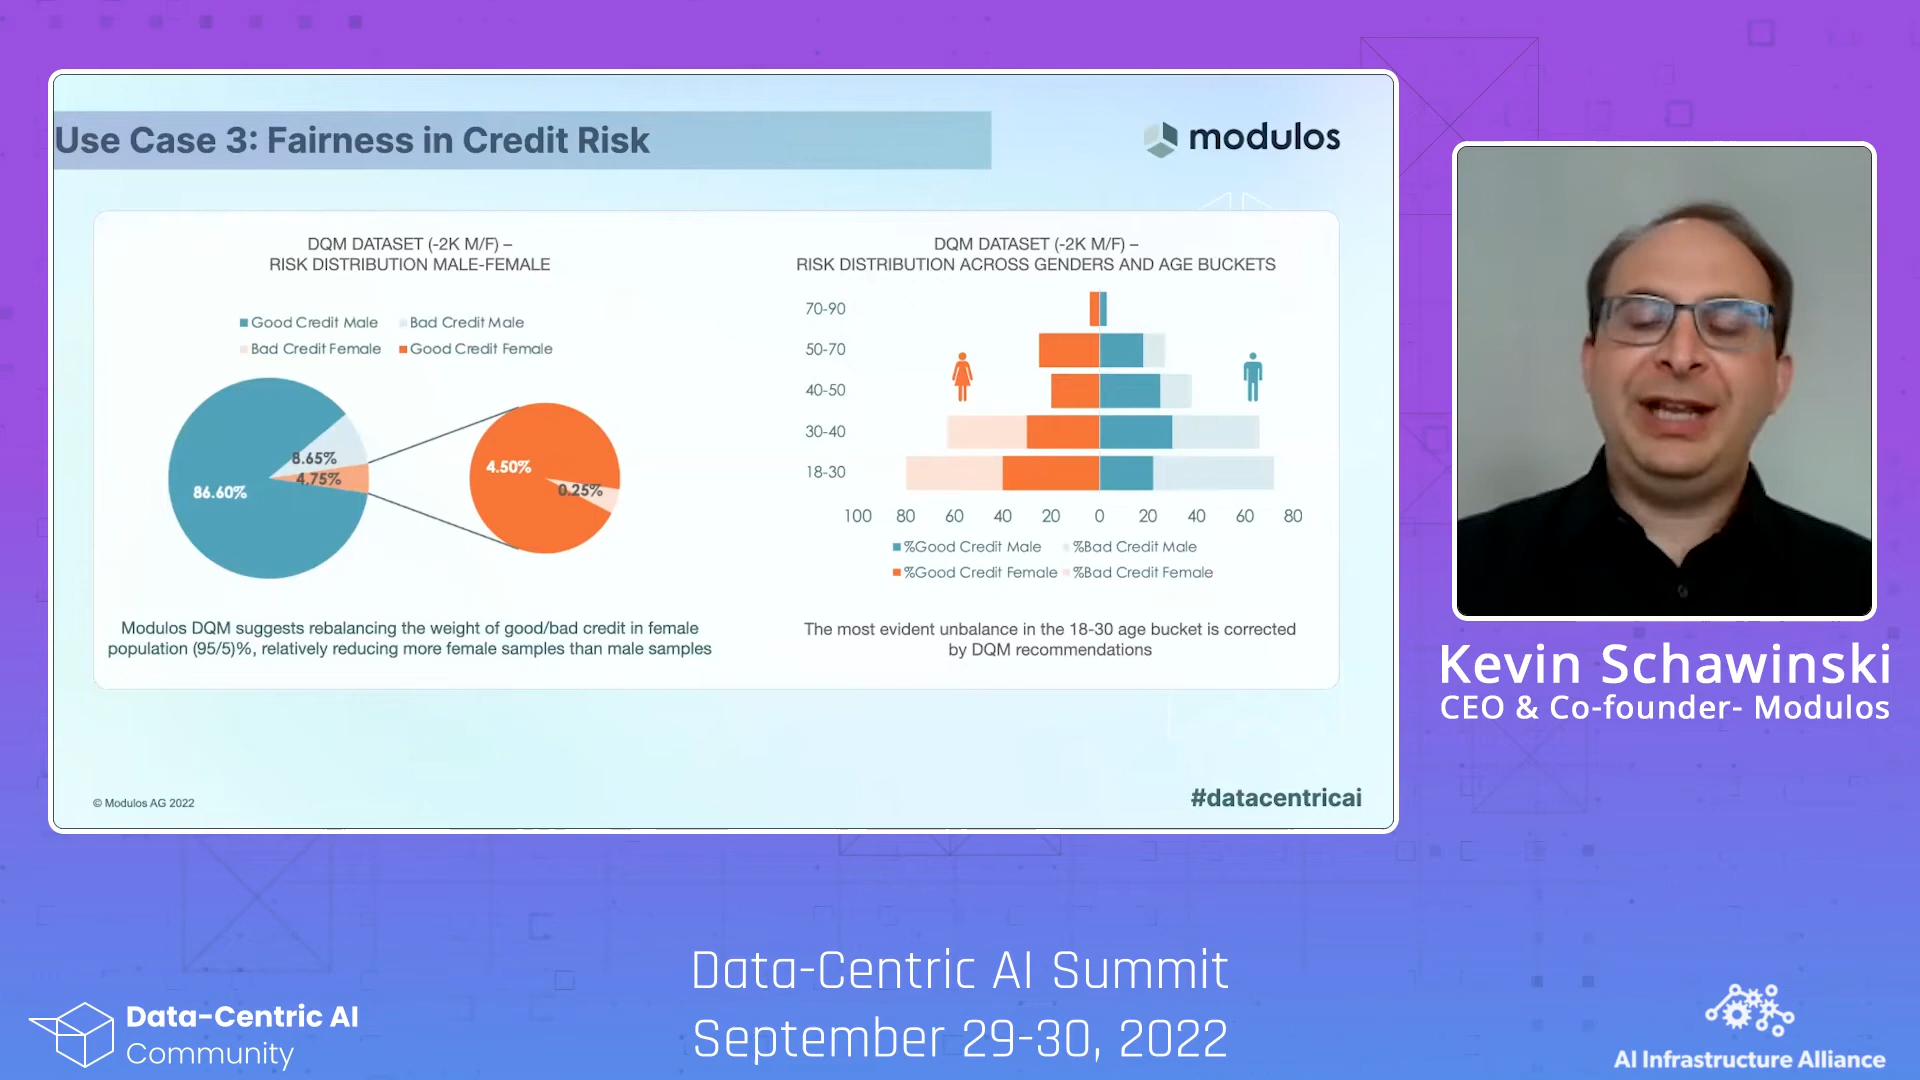 Use Case 3: Fairness in Credit Risk
modulos
DQM DATASET (-2K M/F) –
RISK DISTRIBUTION MALE-FEMALE
Good Credit Male
Bad Credit Male
Bad Credit Female
Good Credit Female
8.65%
4.75%
86.60%
4.50%
0.25%
Modulos DQM suggests rebalancing the weight of good/bad credit in female
population (95/5)%, relatively reducing more female samples than male samples
DQM DATASET (-2K M/F) –
RISK DISTRIBUTION ACROSS GENDERS AND AGE BUCKETS
70-90
50-70
40-50
30-40
18-30
100 80 60 40 20 0 20 40 60 80
%Good Credit Male
%Bad Credit Male
%Good Credit Female
%Bad Credit Female
The most evident unbalance in the 18-30 age bucket is corrected
by DQM recommendations
© Modulos AG 2022
#datacentricai
Kevin Schawinski
CEO & Co-founder- Modulos
Data-Centric AI Summit
September 29-30, 2022
Data-Centric AI
Community
AI Infrastructure Alliance